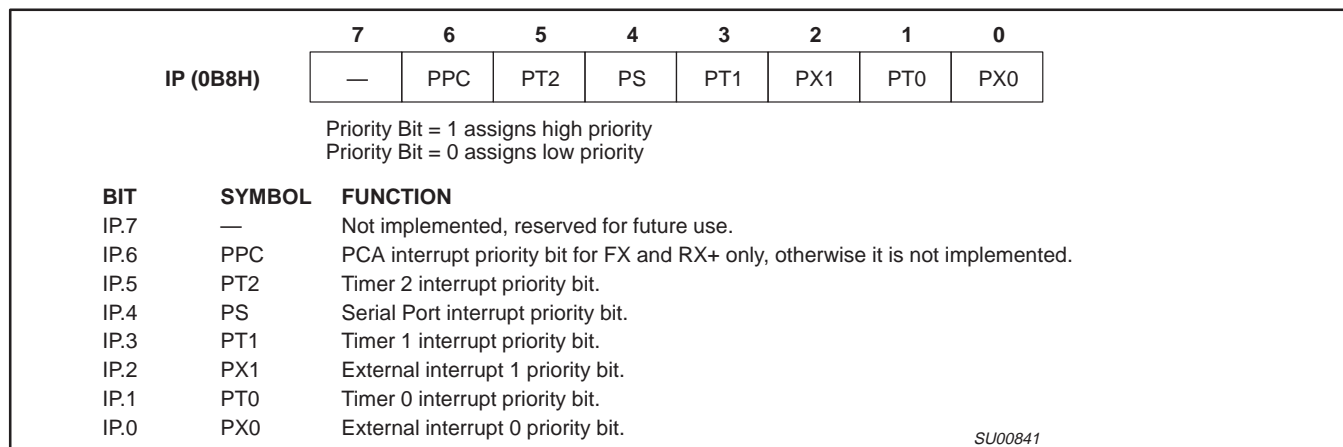 7 6 5 4 3 2 1 0
IP (0B8H) — PPC PT2 PS PT1 PX1 PT0 PX0
Priority Bit = 1 assigns high priority
Priority Bit = 0 assigns low priority
BIT SYMBOL FUNCTION
IP.7 — Not implemented, reserved for future use.
IP.6 PPC PCA interrupt priority bit for FX and RX+ only, otherwise it is not implemented.
IP.5 PT2 Timer 2 interrupt priority bit.
IP.4 PS Serial Port interrupt priority bit.
IP.3 PT1 Timer 1 interrupt priority bit.
IP.2 PX1 External interrupt 1 priority bit.
IP.1 PT0 Timer 0 interrupt priority bit.
IP.0 PX0 External interrupt 0 priority bit.
SU00841